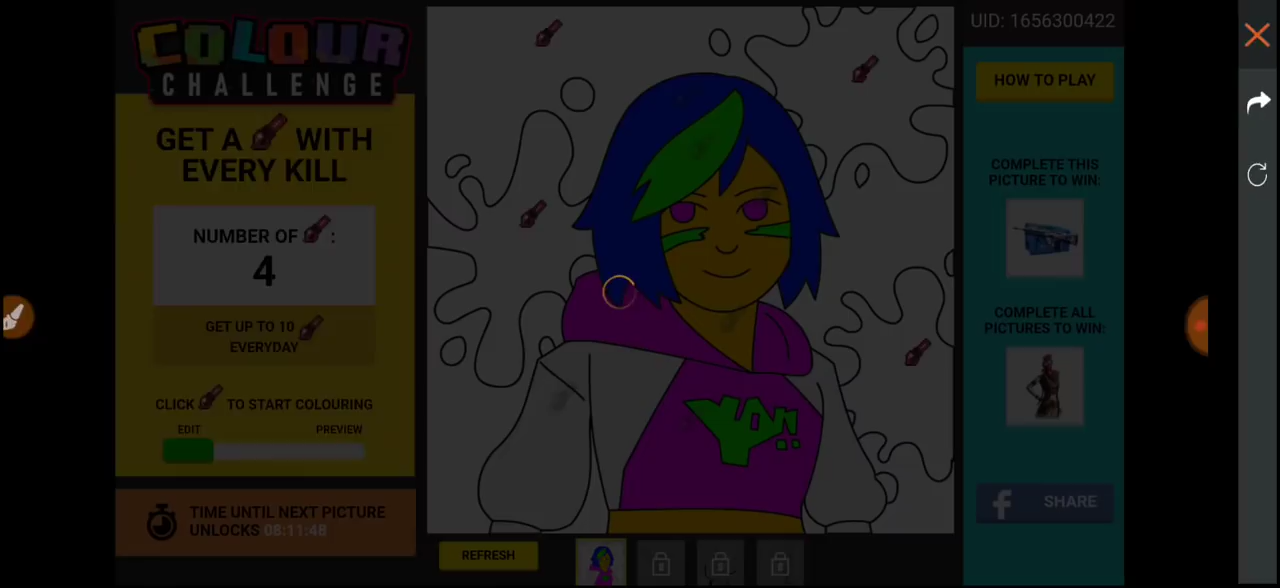 COLOUR
CHALLENGE
GET A WITH
EVERY KILL
NUMBER OF :
4
GET UP TO 10
EVERYDAY
CLICK TO START COLOURING
EDIT PREVIEW
TIME UNTIL NEXT PICTURE
UNLOCKS 08:11:48
REFRESH
YOW!!
UID: 1656300422
HOW TO PLAY
COMPLETE THIS
PICTURE TO WIN:
COMPLETE ALL
PICTURES TO WIN:
f SHARE